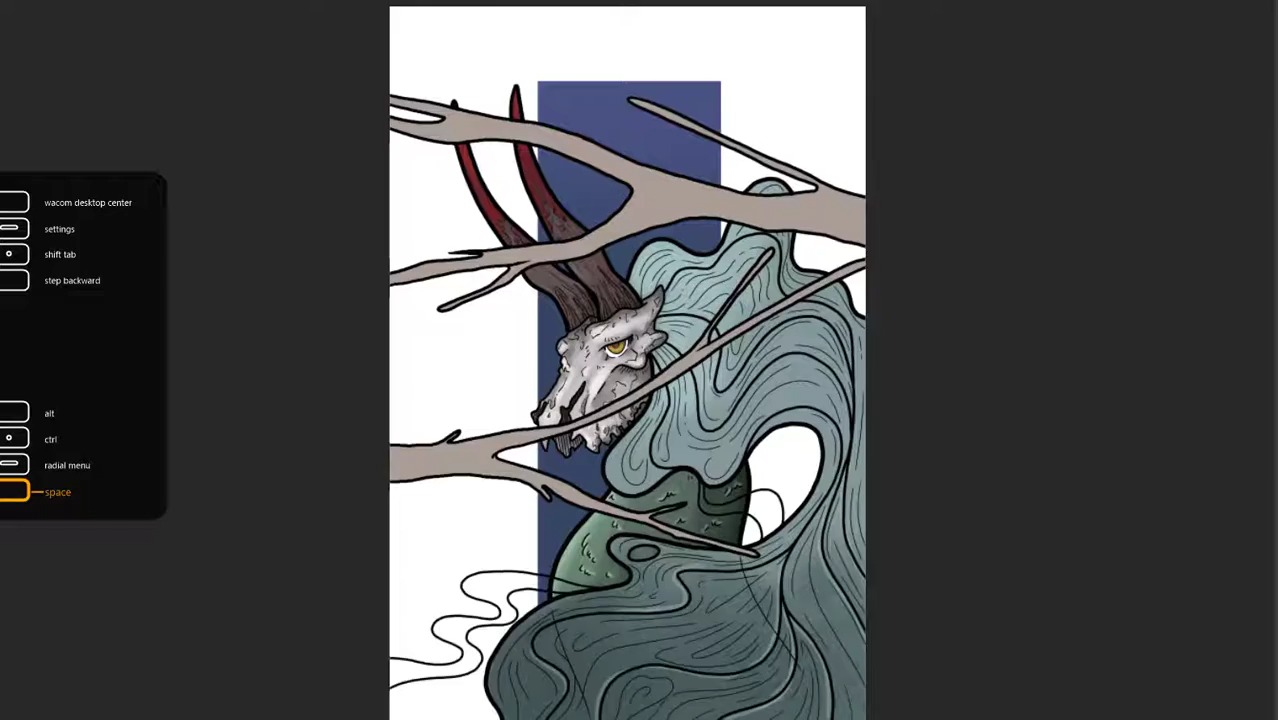 wacom desktop center
settings
shift tab
step backward
alt
ctrl
radial menu
space